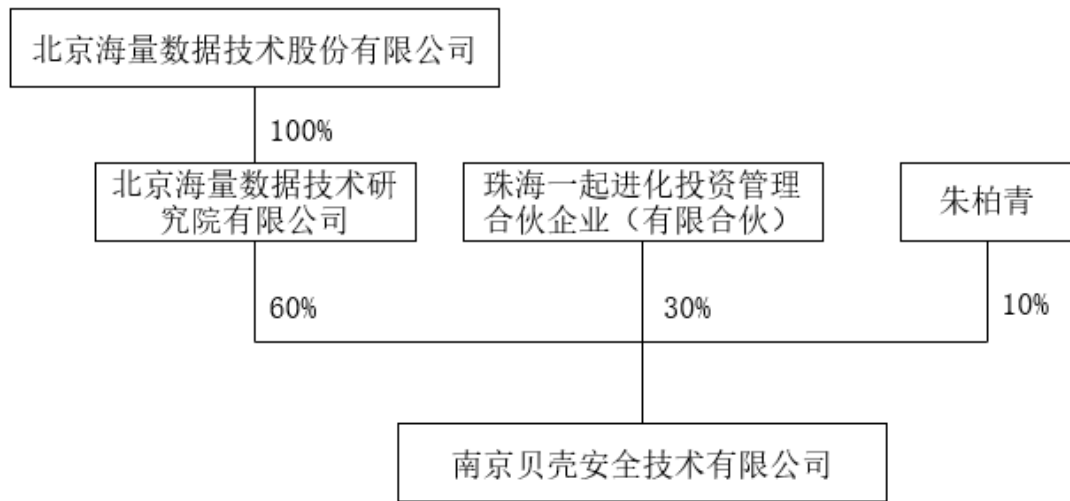 北京海量数据技术股份有限公司
100%
北京海量数据技术研
究院有限公司
珠海一起进化投资管理
合伙企业（有限合伙）
朱柏青
60%
30%
10%
南京贝壳安全技术有限公司